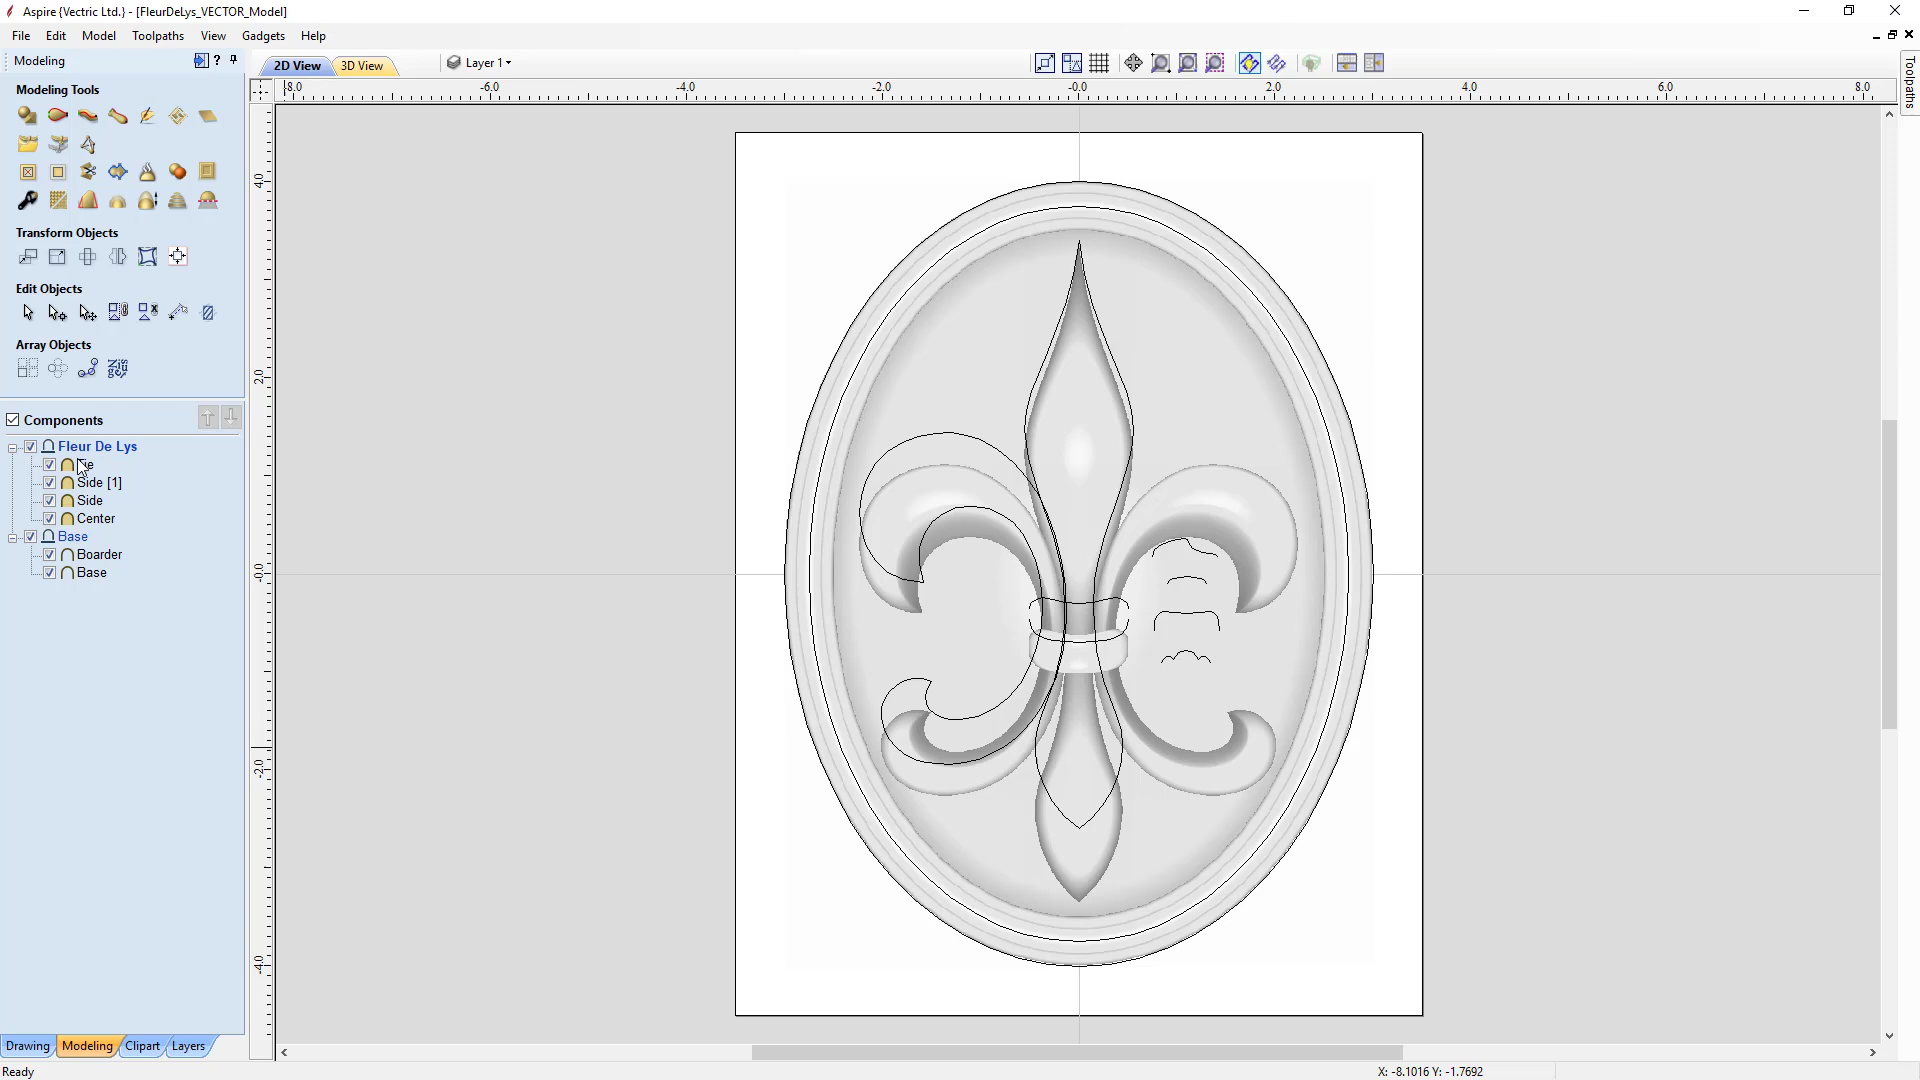 Aspire {Vectric Ltd.} - [FleurDeLys_VECTOR_Model]
File Edit Model Toolpaths View Gadgets Help
Modeling
2D View 3D View Layer 1
Toolpaths
Modeling Tools
-8.0 -6.0 -4.0 -2.0 -0.0 2.0 4.0 6.0 8.0
4.0
2.0
-0.0
-2.0
-4.0
Transform Objects
Edit Objects
Array Objects
Components
Fleur De Lys
Side [1]
Side
Center
Base
Boarder
Base
Drawing Modeling Clipart Layers
Ready
X: -8.1016 Y: -1.7692